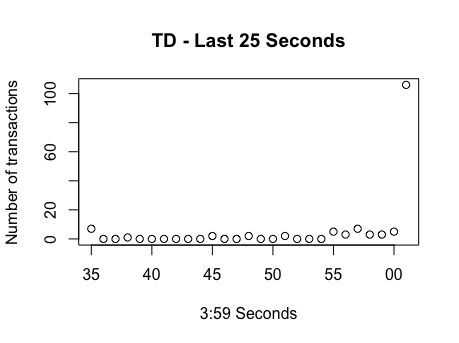 TD - Last 25 Seconds
Number of transactions
100
60
20
0
35 40 45 50 55 00
3:59 Seconds